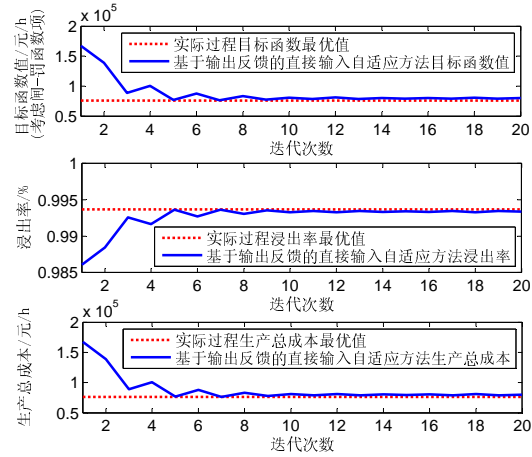 x 10^5
2
1.5
1
0.5
目标函数值/元/h
(考虑闸-罚函数项)
实际过程目标函数最优值
基于输出反馈的直接输入自适应方法目标函数值
2 4 6 8 10 12 14 16 18 20
迭代次数
1
0.995
0.99
0.985
浸出率/%
实际过程浸出率最优值
基于输出反馈的直接输入自适应方法浸出率
2 4 6 8 10 12 14 16 18 20
迭代次数
x 10^5
2
1.5
1
0.5
生产总成本/元/h
实际过程生产总成本最优值
基于输出反馈的直接输入自适应方法生产总成本
2 4 6 8 10 12 14 16 18 20
迭代次数